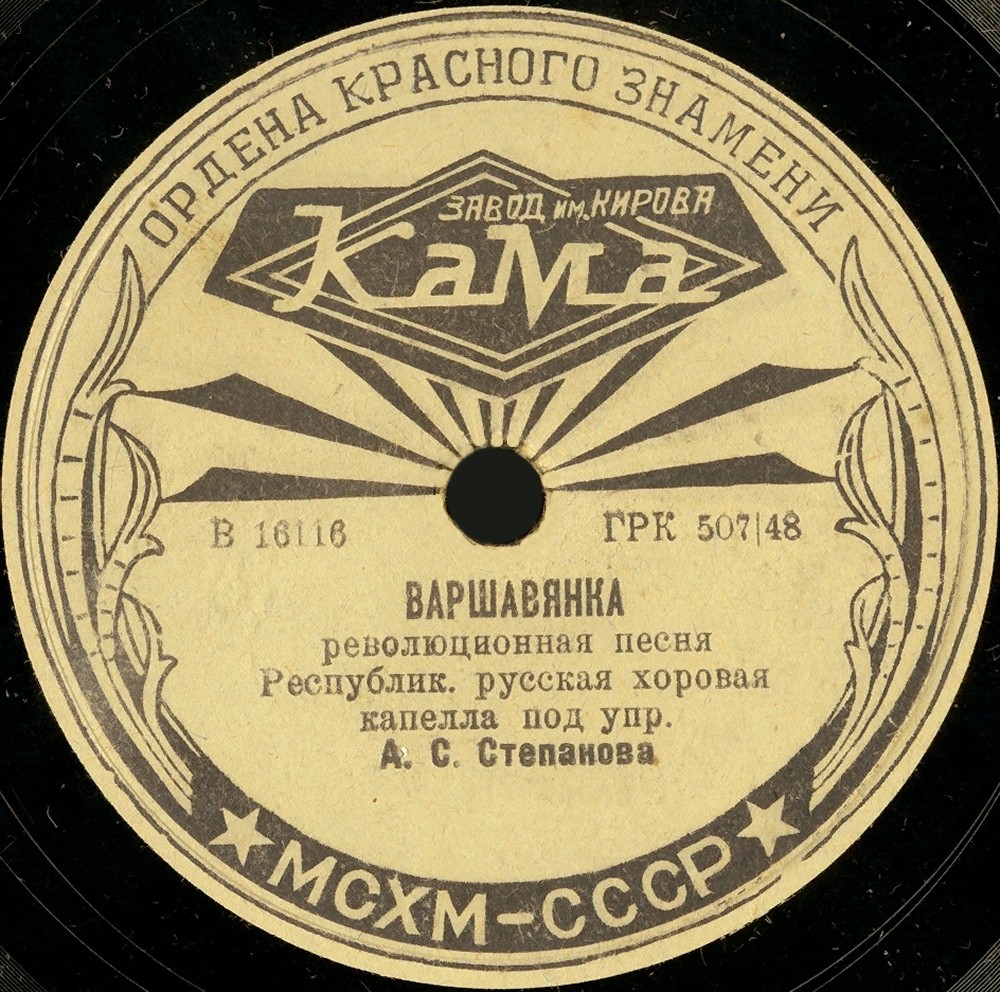 ОРДЕНА КРАСНОГО ЗНАМЕНИ
ЗАВОД ИМ. КИРОВА
КаМа
В 16116
ГРК 507|48
ВАРШАВЯНКА
революционная песня
Республик. русская хоровая
капелла под упр.
А. С. Степанова
МСХМ-СССР